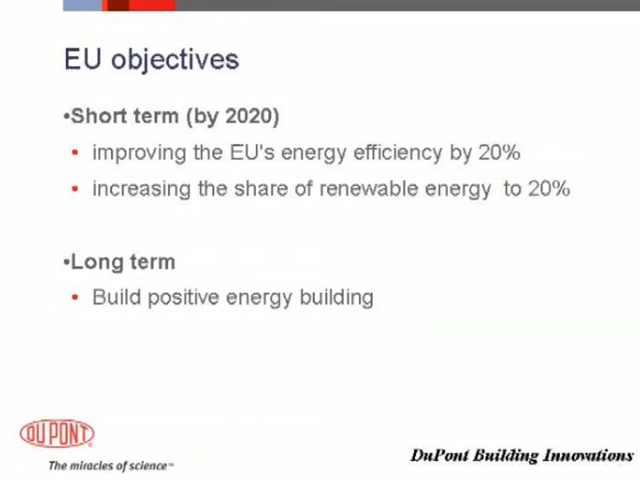 EU objectives
•Short term (by 2020)
• improving the EU's energy efficiency by 20%
• increasing the share of renewable energy to 20%
•Long term
• Build positive energy building
DUPONT
The miracles of science™
DuPont Building Innovations